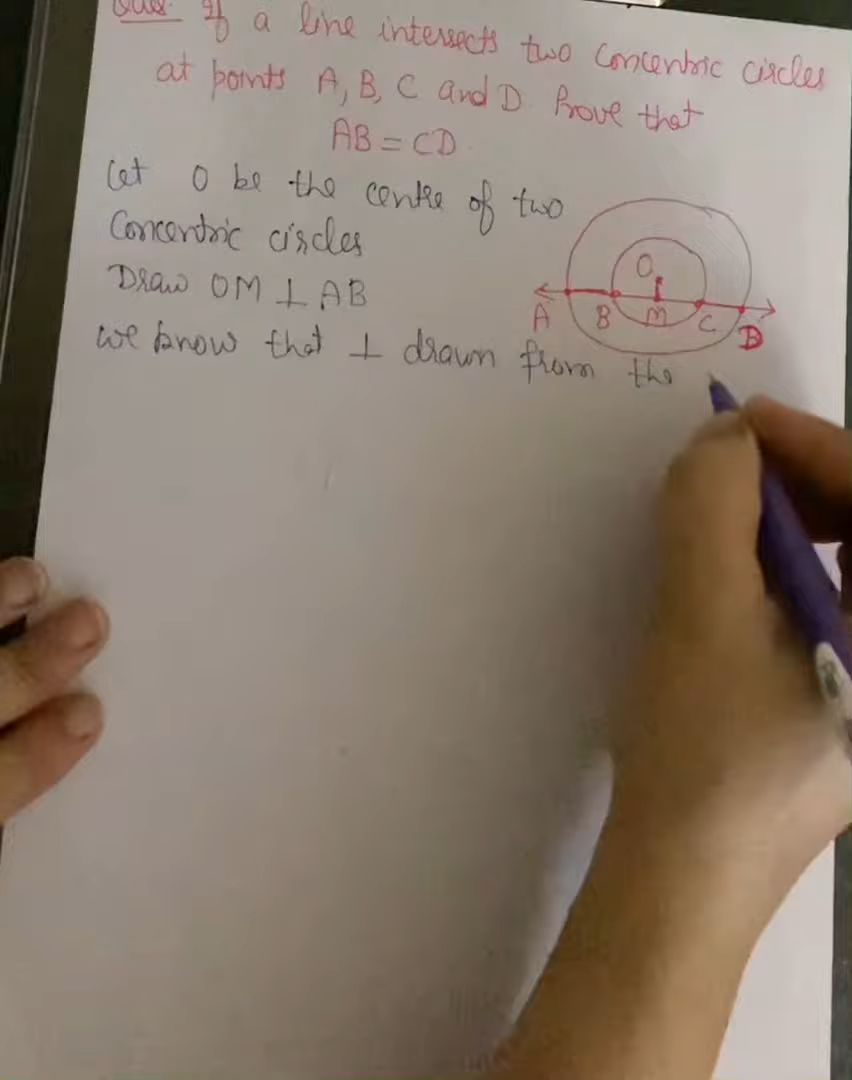 Ques. If a line intersects two Concentric circles
at points A, B, C and D Prove that
AB = CD.
Let O be the centre of two
Concentric circles
Draw OM ⊥ AB
we know that ⊥ drawn from the
O
A B M C D